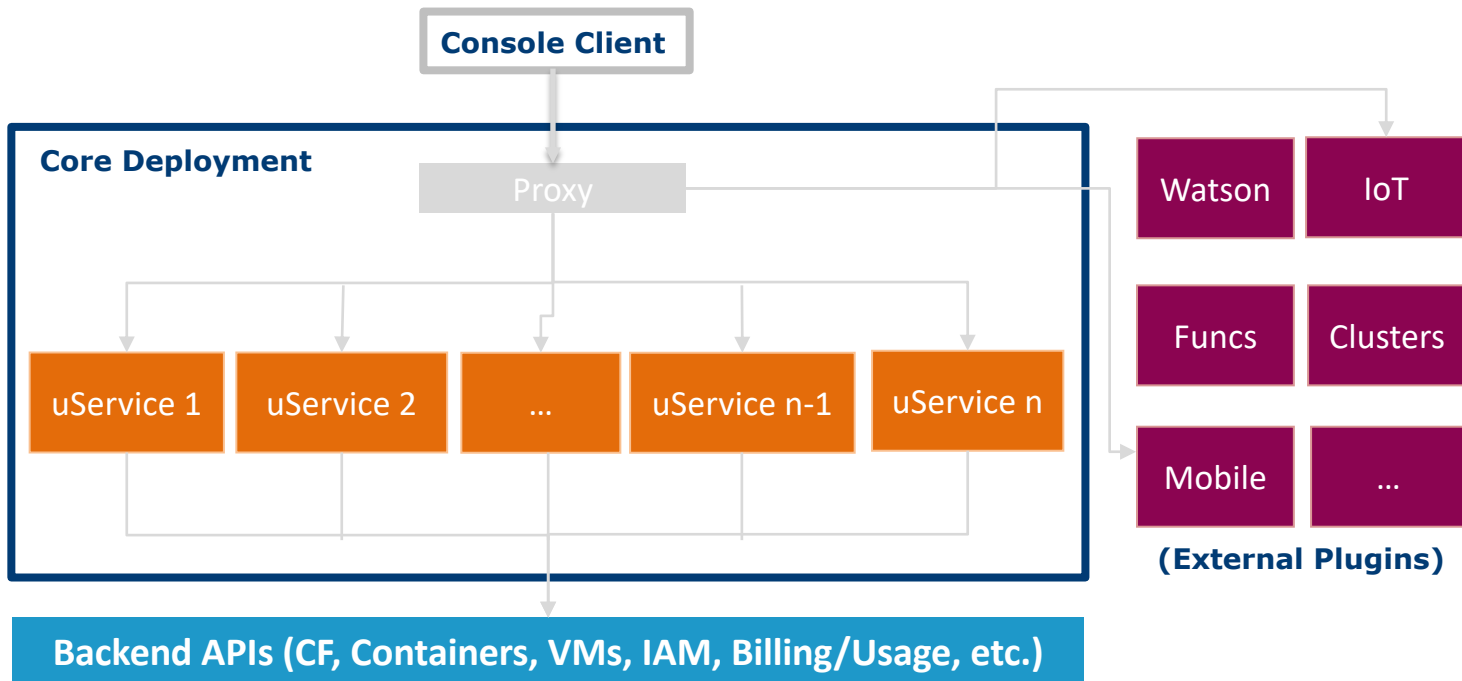 Console Client
Core Deployment
Proxy
Watson
IoT
Funcs
Clusters
uService 1
uService 2
...
uService n-1
uService n
Mobile
...
(External Plugins)
Backend APIs (CF, Containers, VMs, IAM, Billing/Usage, etc.)